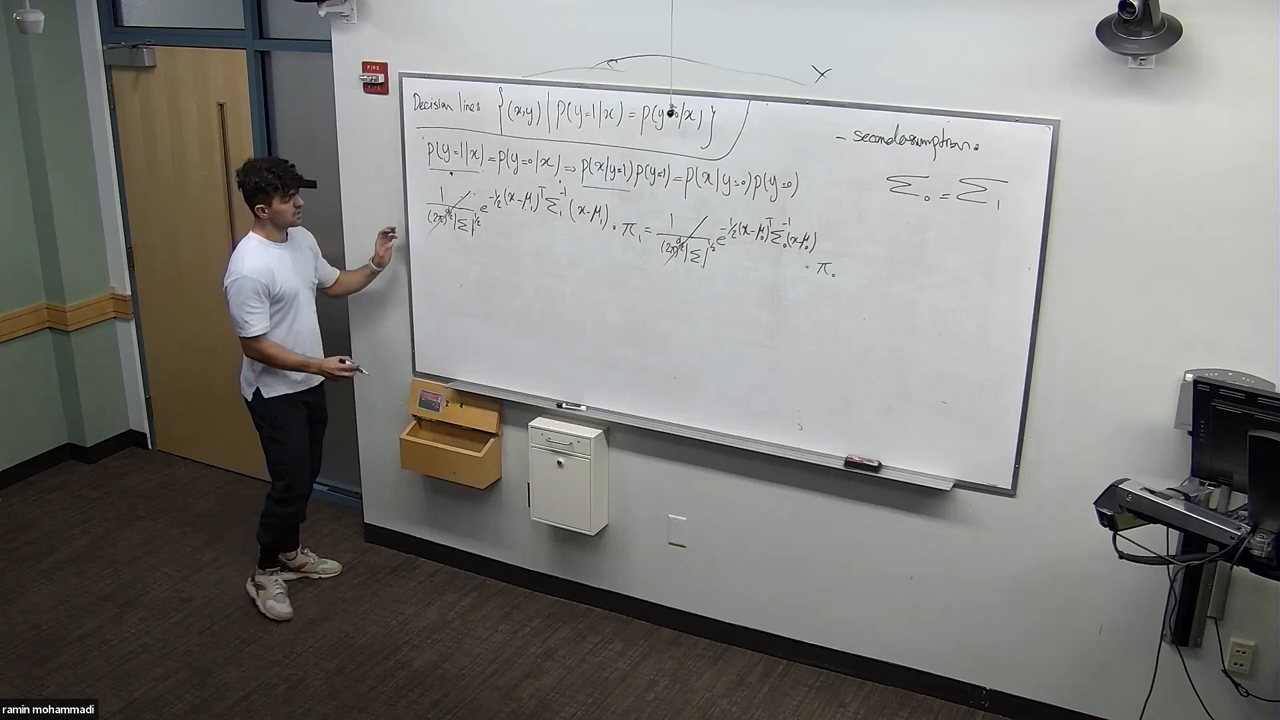 Decision lines {(x,y) | P(y=1|x) = P(y=0|x)}
- second assumption.
P(y=1|x) = P(y=0|x) ⇒ P(x|y=1) P(y=1) = P(x|y=0) P(y=0)
Σ₀ = Σ₁
1/((2π)^{d/2}|Σ|^{1/2}) e^{-1/2 (x-μ₁)^T Σ₁^{-1} (x-μ₁)} · π₁ = 1/((2π)^{d/2}|Σ|^{1/2}) e^{-1/2 (x-μ₀)^T Σ₀^{-1} (x-μ₀)}
· π₀
FIRE
ramin mohammadi